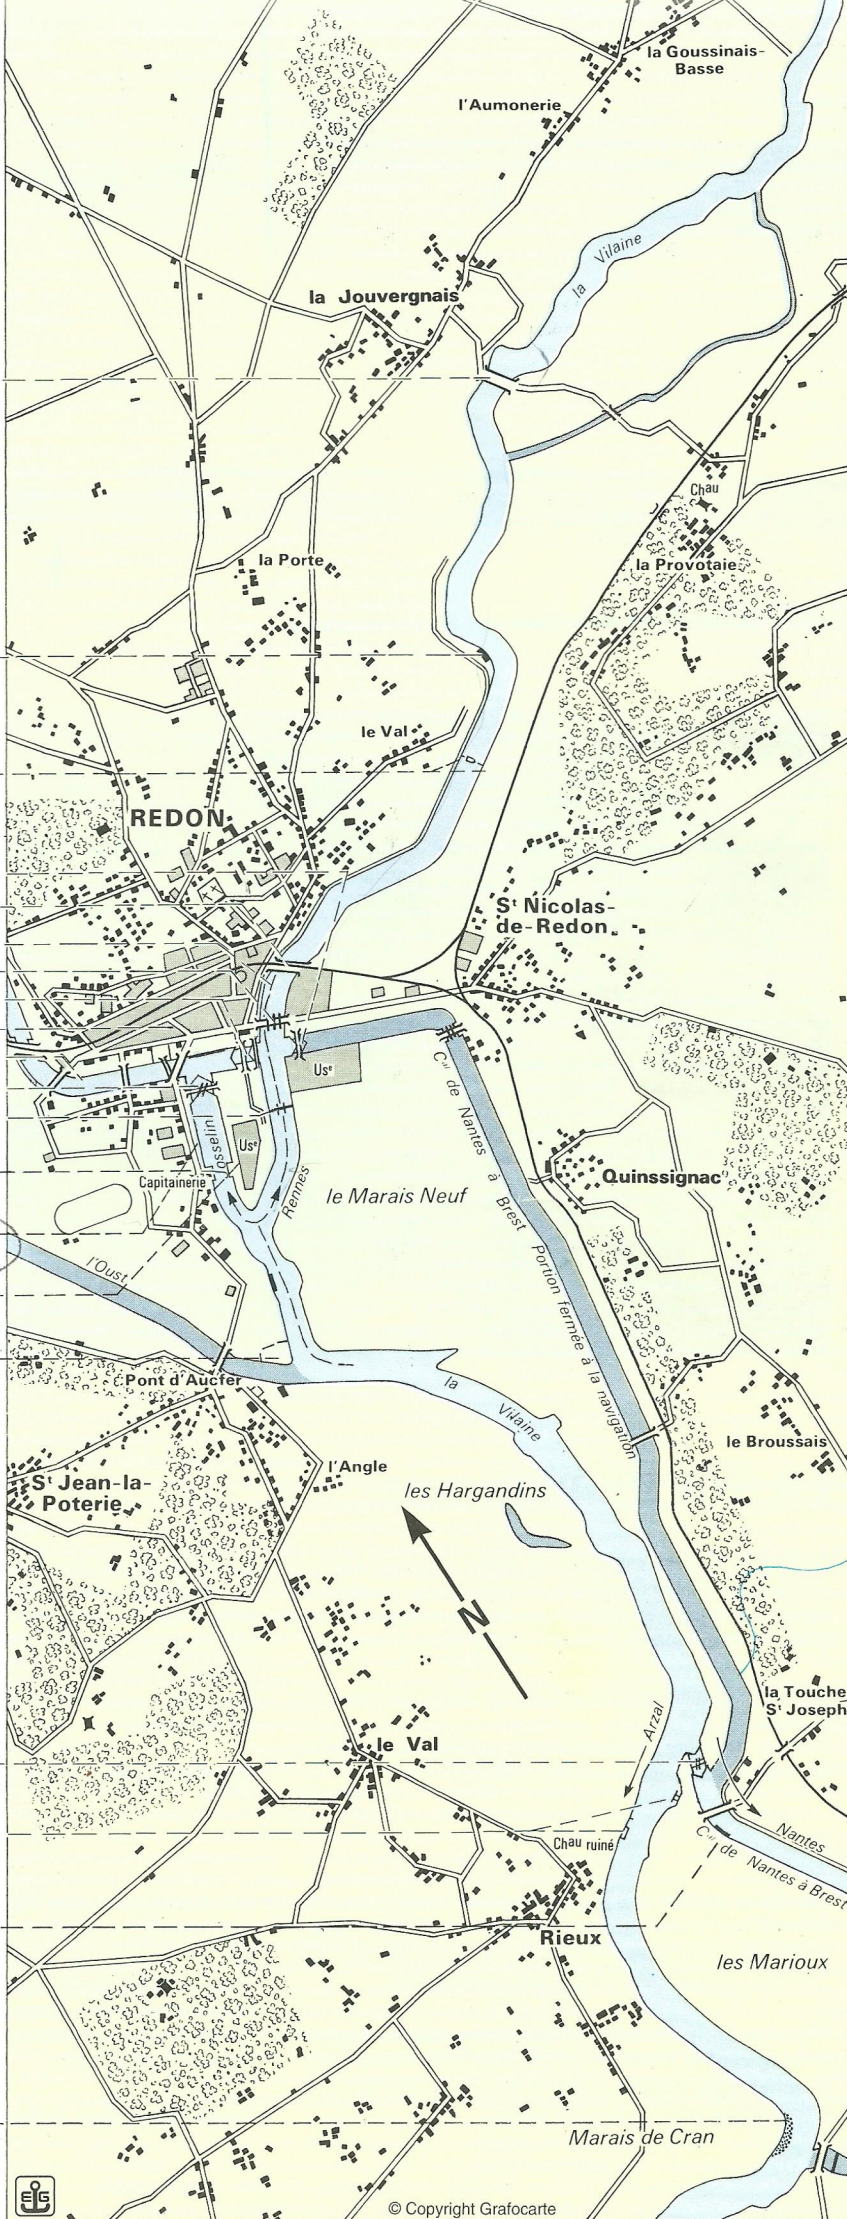 la Goussinais-
Basse
l'Aumonerie
la Vilaine
la Jouvergnais
Chau
la Provotaie
la Porte
le Val
REDON
St Nicolas-
de-Redon
Use
Use
Cal de Nantes à Brest Portion fermée à la navigation
Josselin
Quinssignac
Capitainerie
le Marais Neuf
Rennes
l'Oust
Pont d'Aucfer
la Vilaine
le Broussais
l'Angle
St Jean-la-
Poterie
les Hargandins
N
la Touche
St Joseph
Arzal
le Val
Nantes
Chau ruiné
Cal de Nantes à Brest
Rieux
les Marioux
Marais de Cran
EG
© Copyright Grafocarte